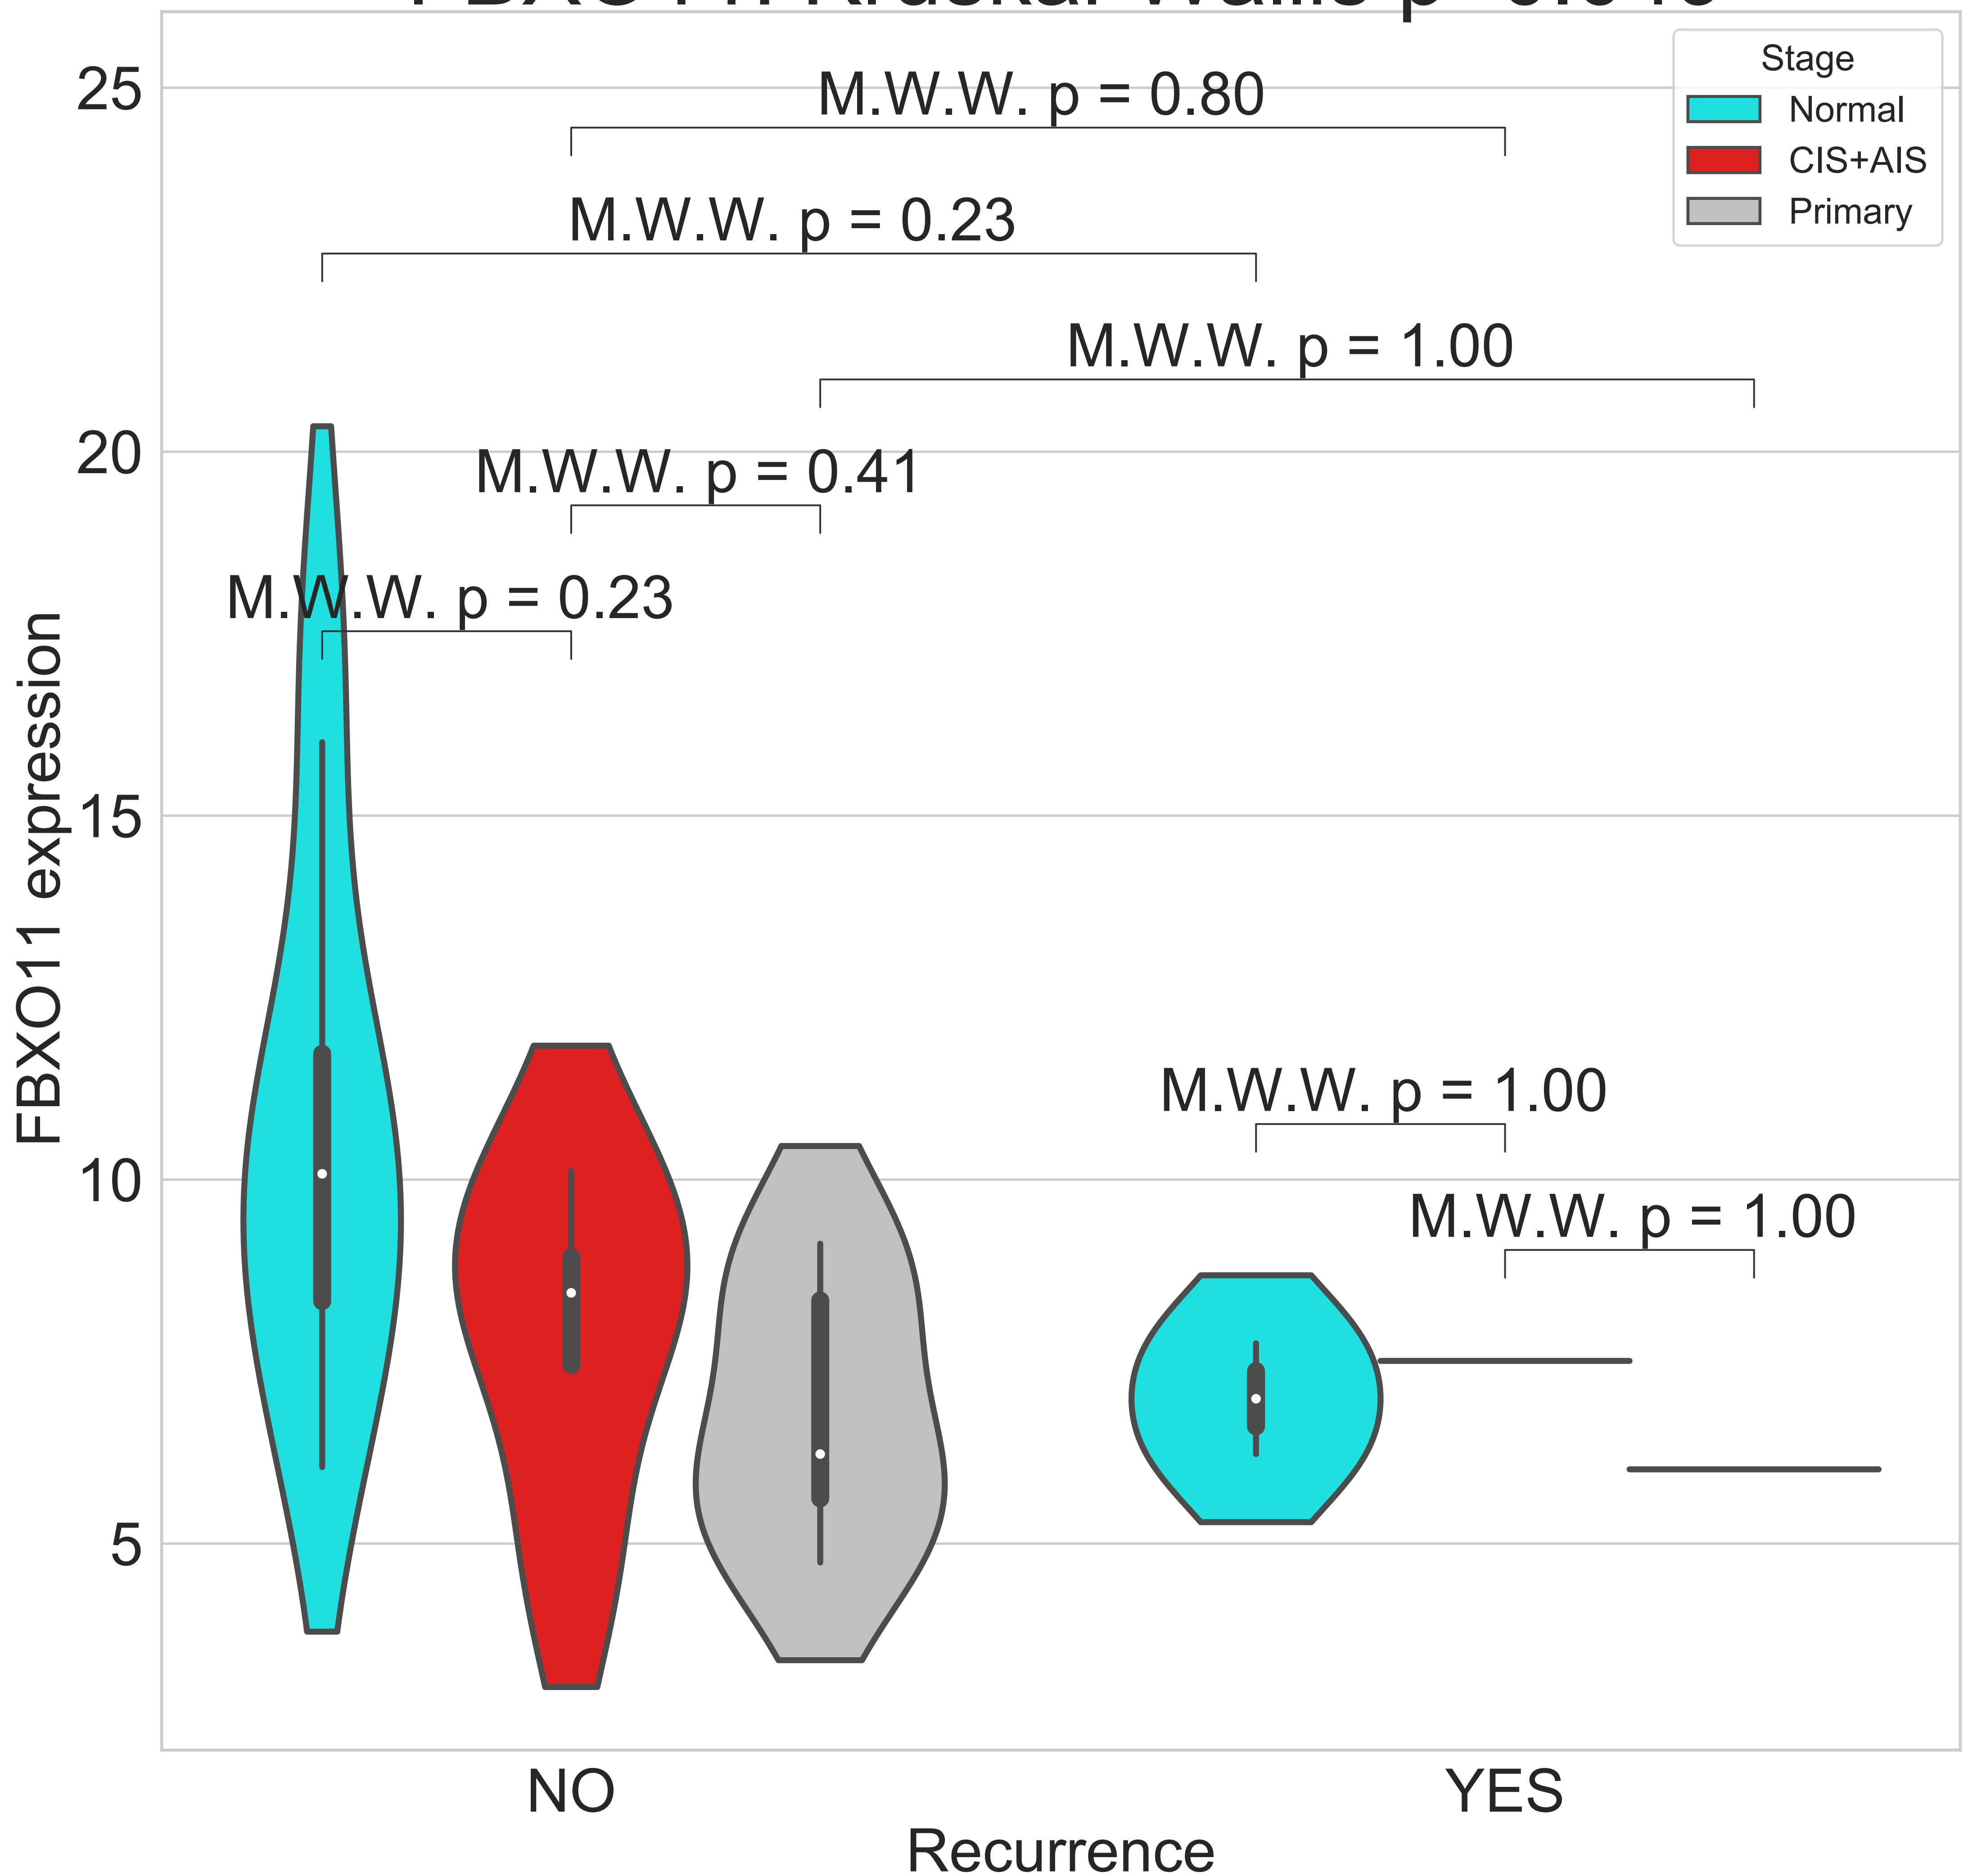 25
20
15
10
5
FBXO11 expression
M.W.W. p = 0.80
M.W.W. p = 0.23
M.W.W. p = 1.00
M.W.W. p = 0.41
M.W.W. p = 0.23
M.W.W. p = 1.00
M.W.W. p = 1.00
Stage
Normal
CIS+AIS
Primary
NO
YES
Recurrence